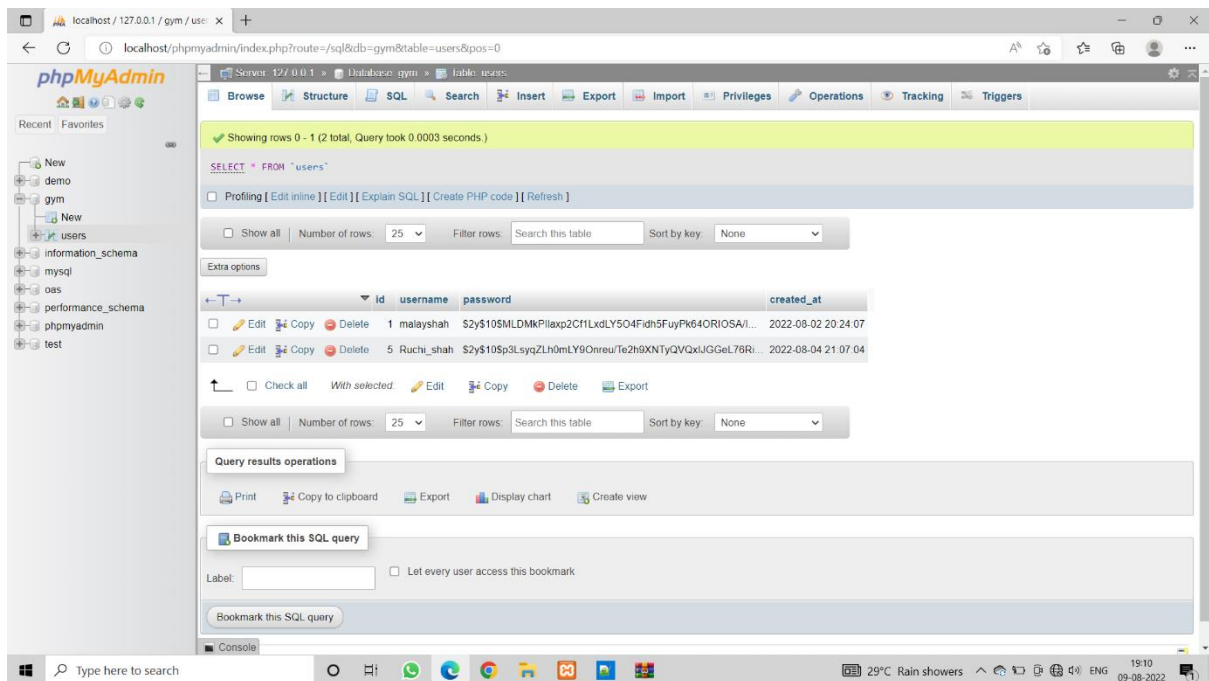 localhost / 127.0.0.1 / gym / use
localhost/phpmyadmin/index.php?route=/sql&db=gym&table=users&pos=0
phpMyAdmin
Recent Favorites
New
demo
gym
New
users
information_schema
mysql
oas
performance_schema
phpmyadmin
test
Server: 127.0.0.1 » Database: gym » Table: users
Browse Structure SQL Search Insert Export Import Privileges Operations Tracking Triggers
Showing rows 0 - 1 (2 total, Query took 0.0003 seconds.)
SELECT * FROM `users`
Profiling [ Edit inline ] [ Edit ] [ Explain SQL ] [ Create PHP code ] [ Refresh ]
Show all Number of rows: 25 Filter rows: Search this table Sort by key: None
Extra options
id username password created_at
Edit Copy Delete 1 malayshah 2022-08-02 20:24:07
Edit Copy Delete 5 Ruchi_shah 2022-08-04 21:07:04
Check all With selected: Edit Copy Delete Export
Show all Number of rows: 25 Filter rows: Search this table Sort by key: None
Query results operations
Print Copy to clipboard Export Display chart Create view
Bookmark this SQL query
Label: Let every user access this bookmark
Bookmark this SQL query
Console
Type here to search 29°C Rain showers ENG 19:10
09-08-2022